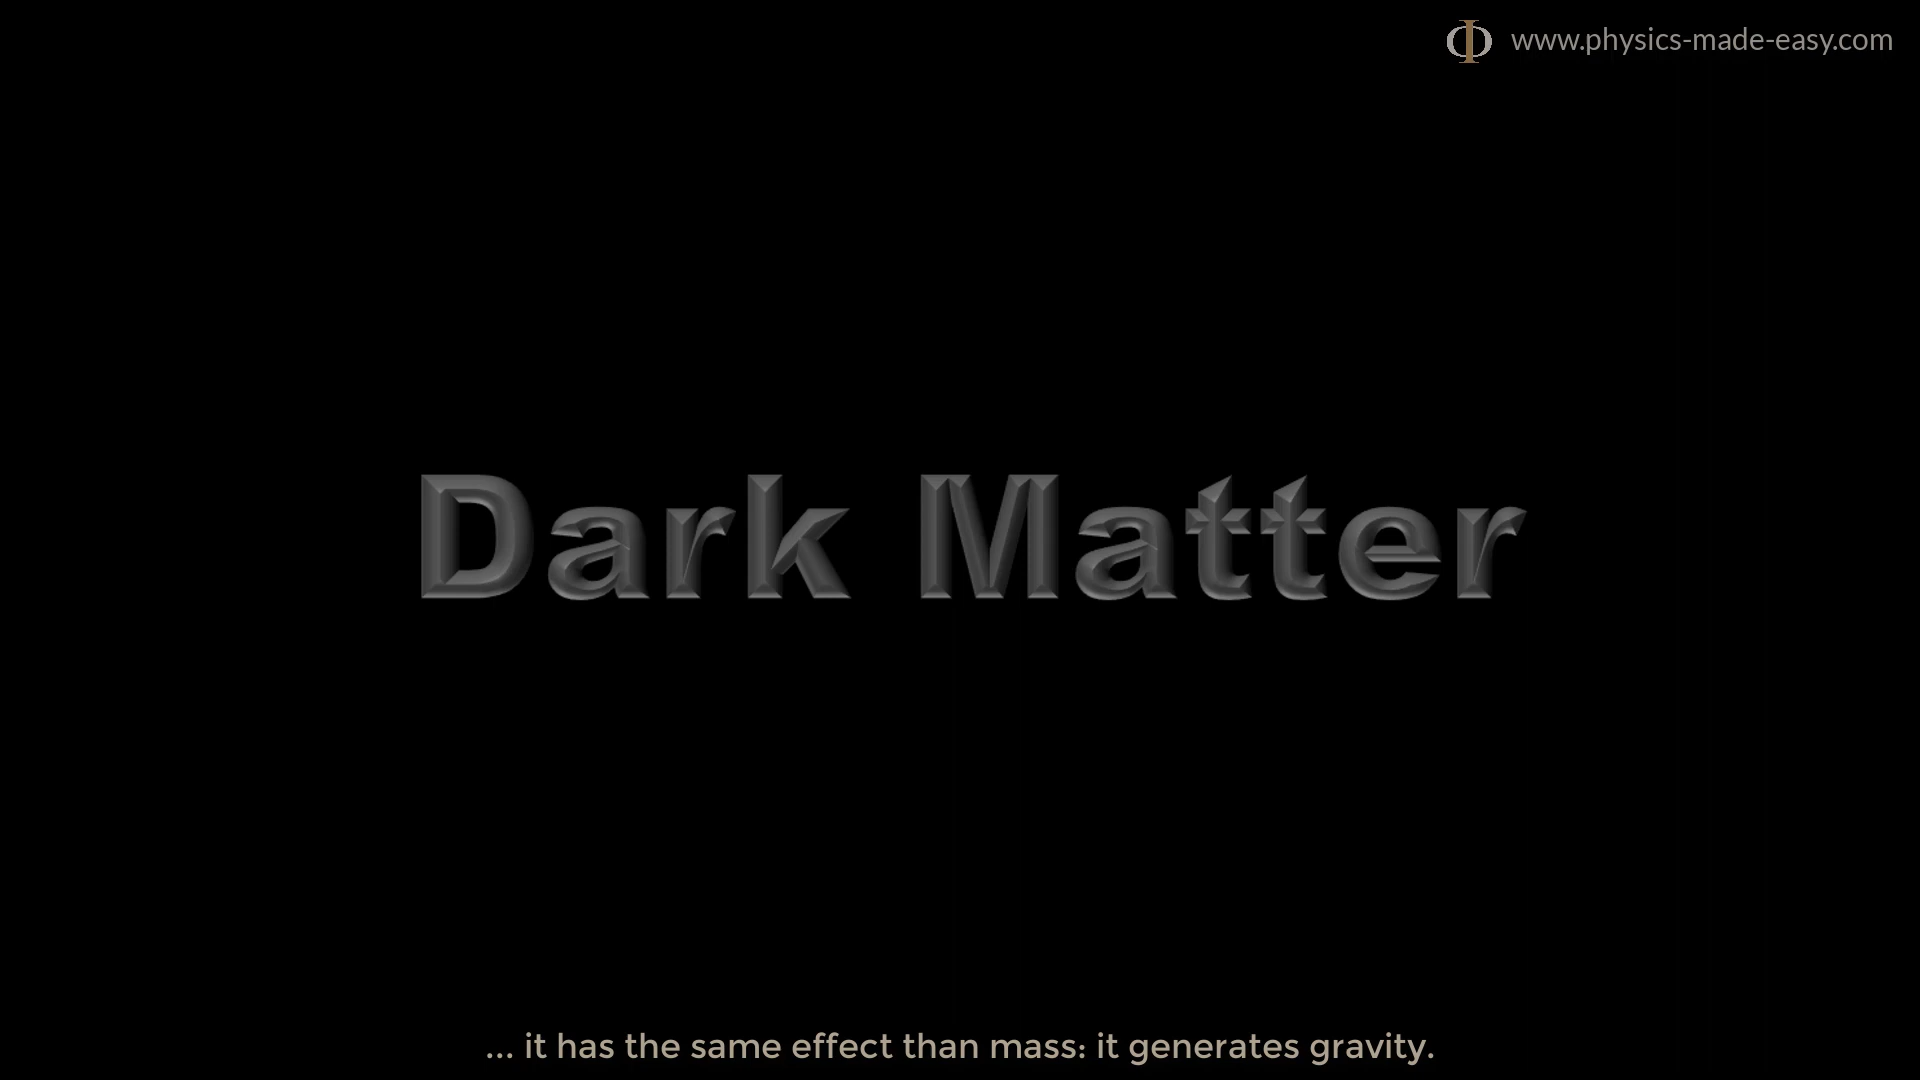 www.physics-made-easy.com
Dark Matter
... it has the same effect than mass: it generates gravity.